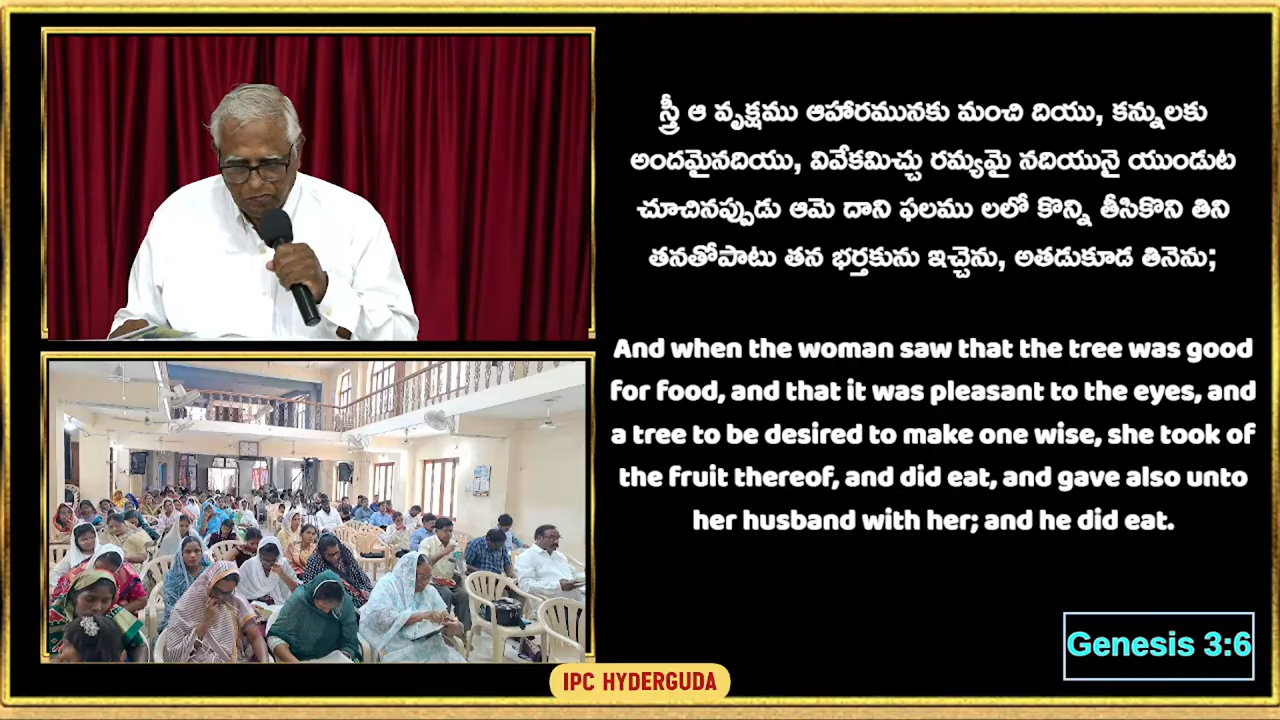 స్త్రీ ఆ వృక్షము ఆహారమునకు మంచి దియు, కన్నులకు
అందమైనదియు, వివేకమిచ్చు రమ్యమై నదియునై యుండుట
చూచినప్పుడు ఆమె దాని ఫలము లలో కొన్ని తీసికొని తిని
తనతోపాటు తన భర్తకును ఇచ్చెను, అతడుకూడ తినెను;
And when the woman saw that the tree was good
for food, and that it was pleasant to the eyes, and
a tree to be desired to make one wise, she took of
the fruit thereof, and did eat, and gave also unto
her husband with her; and he did eat.
Genesis 3:6
IPC HYDERGUDA